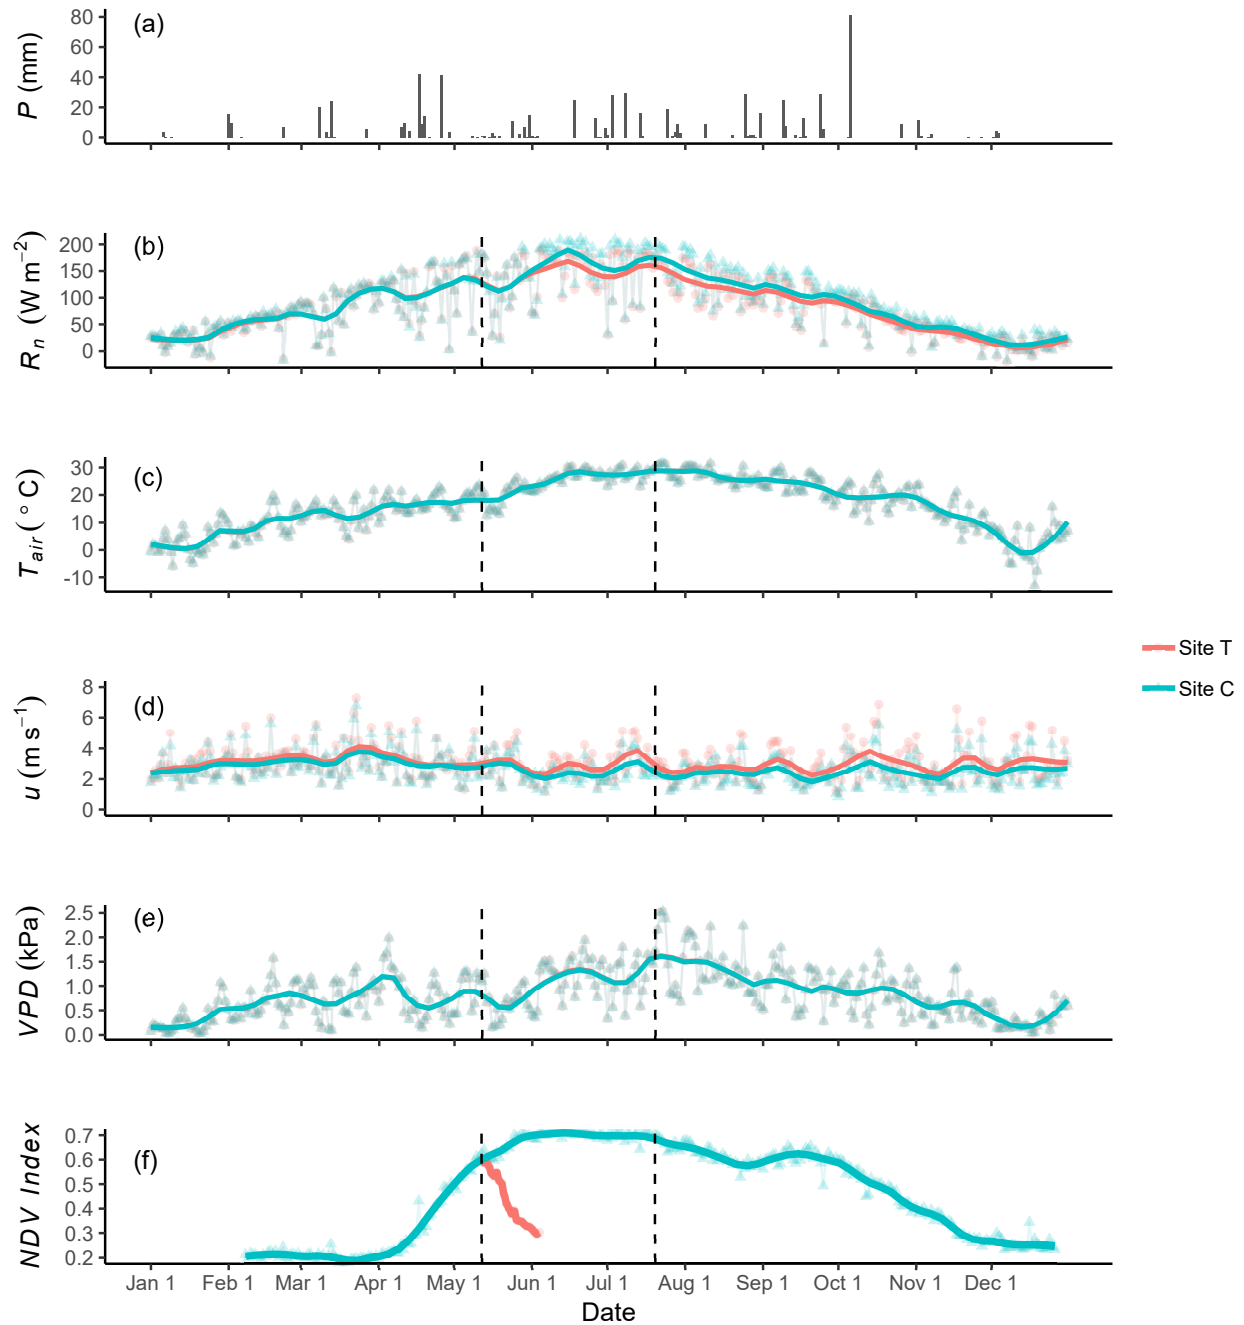 (a)
P (mm)
80
60
40
20
0
(b)
Rn (W m−2)
200
150
100
50
0
(c)
Tair (° C)
30
20
10
0
-10
(d)
u (m s−1)
8
6
4
2
0
Site T
Site C
(e)
VPD (kPa)
2.5
2.0
1.5
1.0
0.5
0.0
(f)
NDV Index
0.7
0.6
0.5
0.4
0.3
0.2
Jan 1 Feb 1 Mar 1 Apr 1 May 1 Jun 1 Jul 1 Aug 1 Sep 1 Oct 1 Nov 1 Dec 1
Date